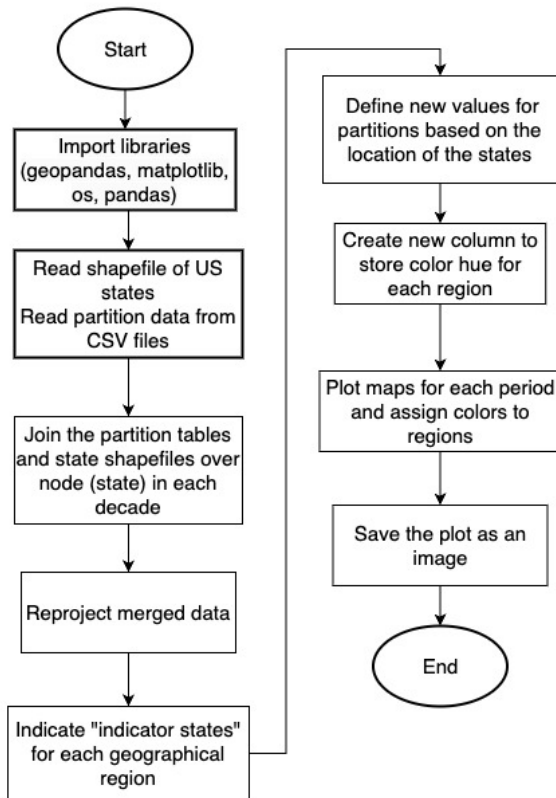 Start
Import libraries
(geopandas, matplotlib,
os, pandas)
Read shapefile of US
states
Read partition data from
CSV files
Join the partition tables
and state shapefiles over
node (state) in each
decade
Reproject merged data
Indicate "indicator states"
for each geographical
region
Define new values for
partitions based on the
location of the states
Create new column to
store color hue for
each region
Plot maps for each period
and assign colors to
regions
Save the plot as an
image
End